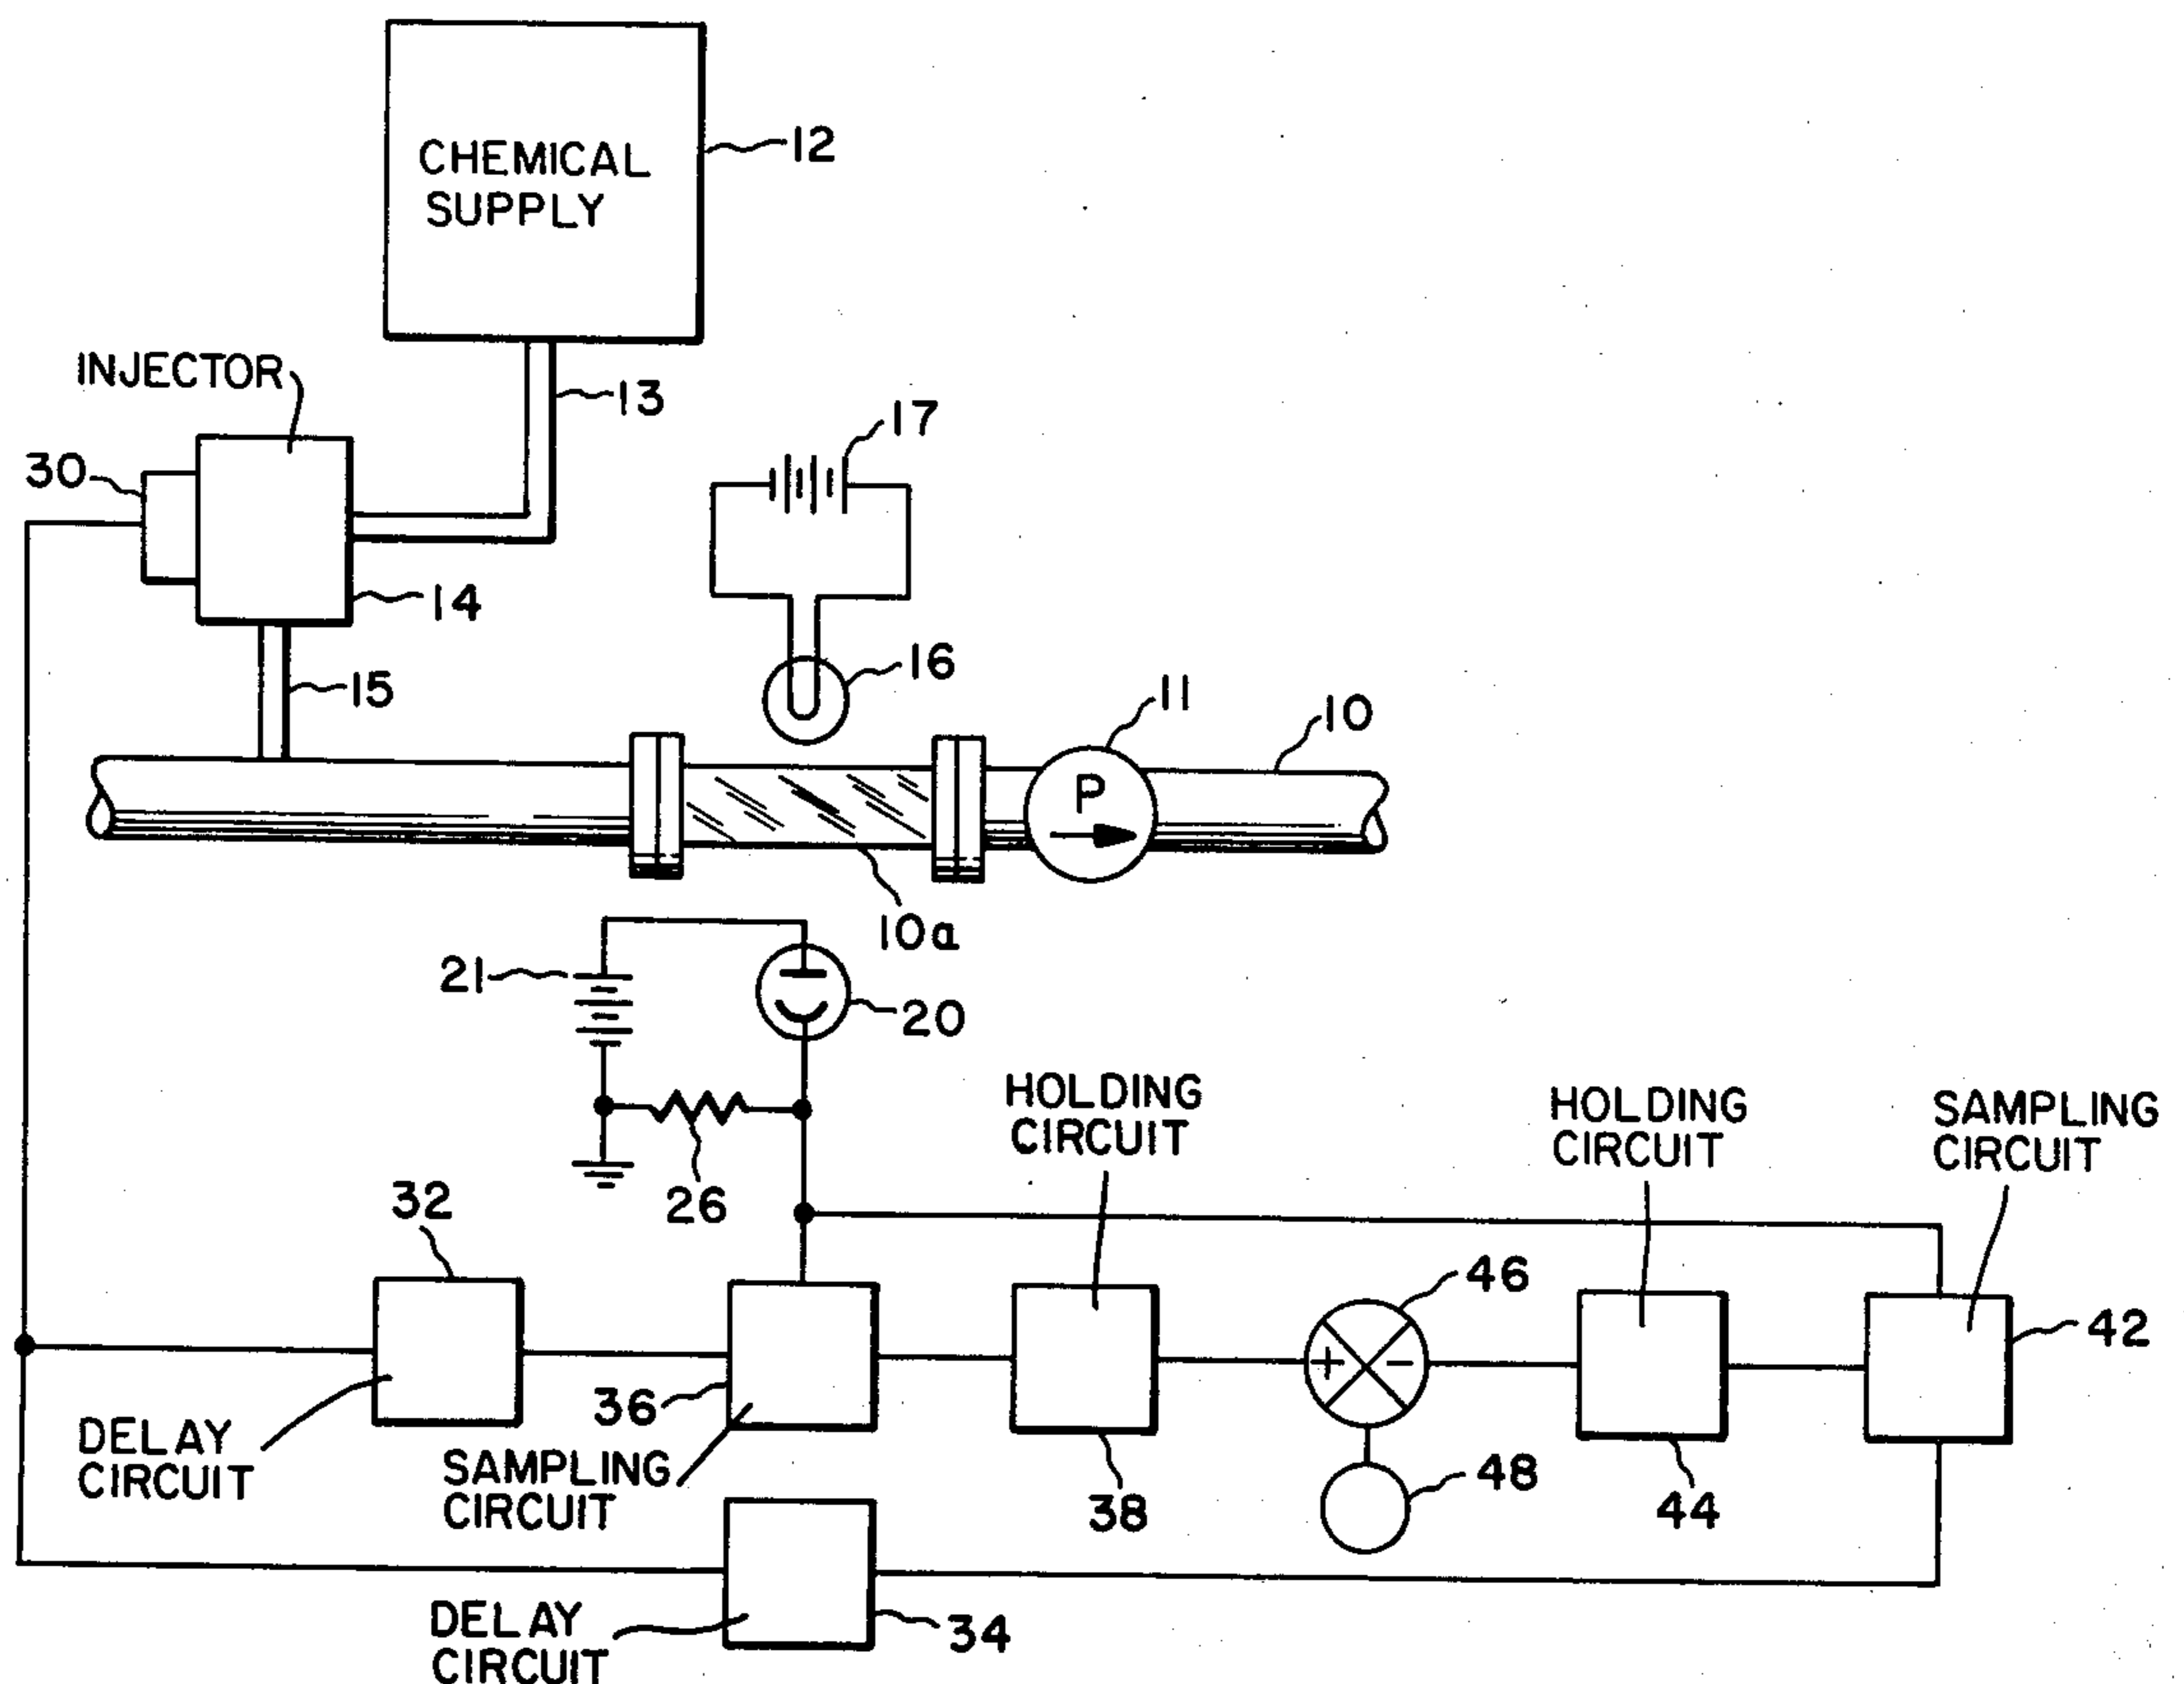 CHEMICAL
SUPPLY
12
INJECTOR
13
17
30
14
16
15
11
10
P
10a
21
20
HOLDING
CIRCUIT
HOLDING
CIRCUIT
SAMPLING
CIRCUIT
26
32
46
42
+
−
36
DELAY
CIRCUIT
SAMPLING
CIRCUIT
38
48
44
DELAY
CIRCUIT
34